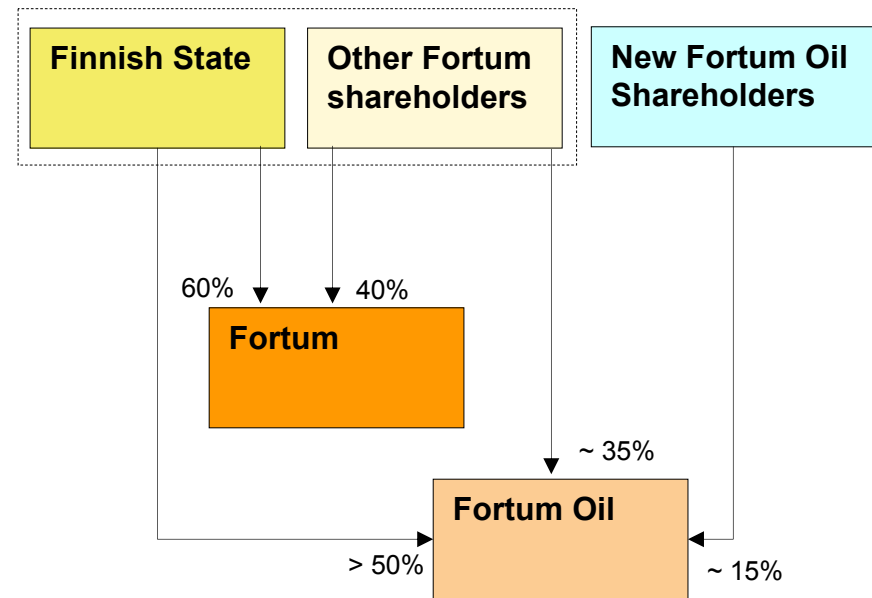 Finnish State
Other Fortum
shareholders
New Fortum Oil
Shareholders
60%
40%
Fortum
~ 35%
Fortum Oil
> 50%
~ 15%